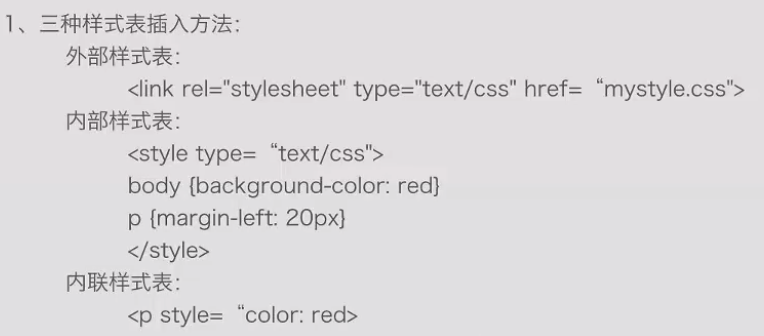 1、三种样式表插入方法：
外部样式表：
<link rel="stylesheet" type="text/css" href=“mystyle.css">
内部样式表：
<style type=“text/css">
body {background-color: red}
p {margin-left: 20px}
</style>
内联样式表：
<p style=“color: red>